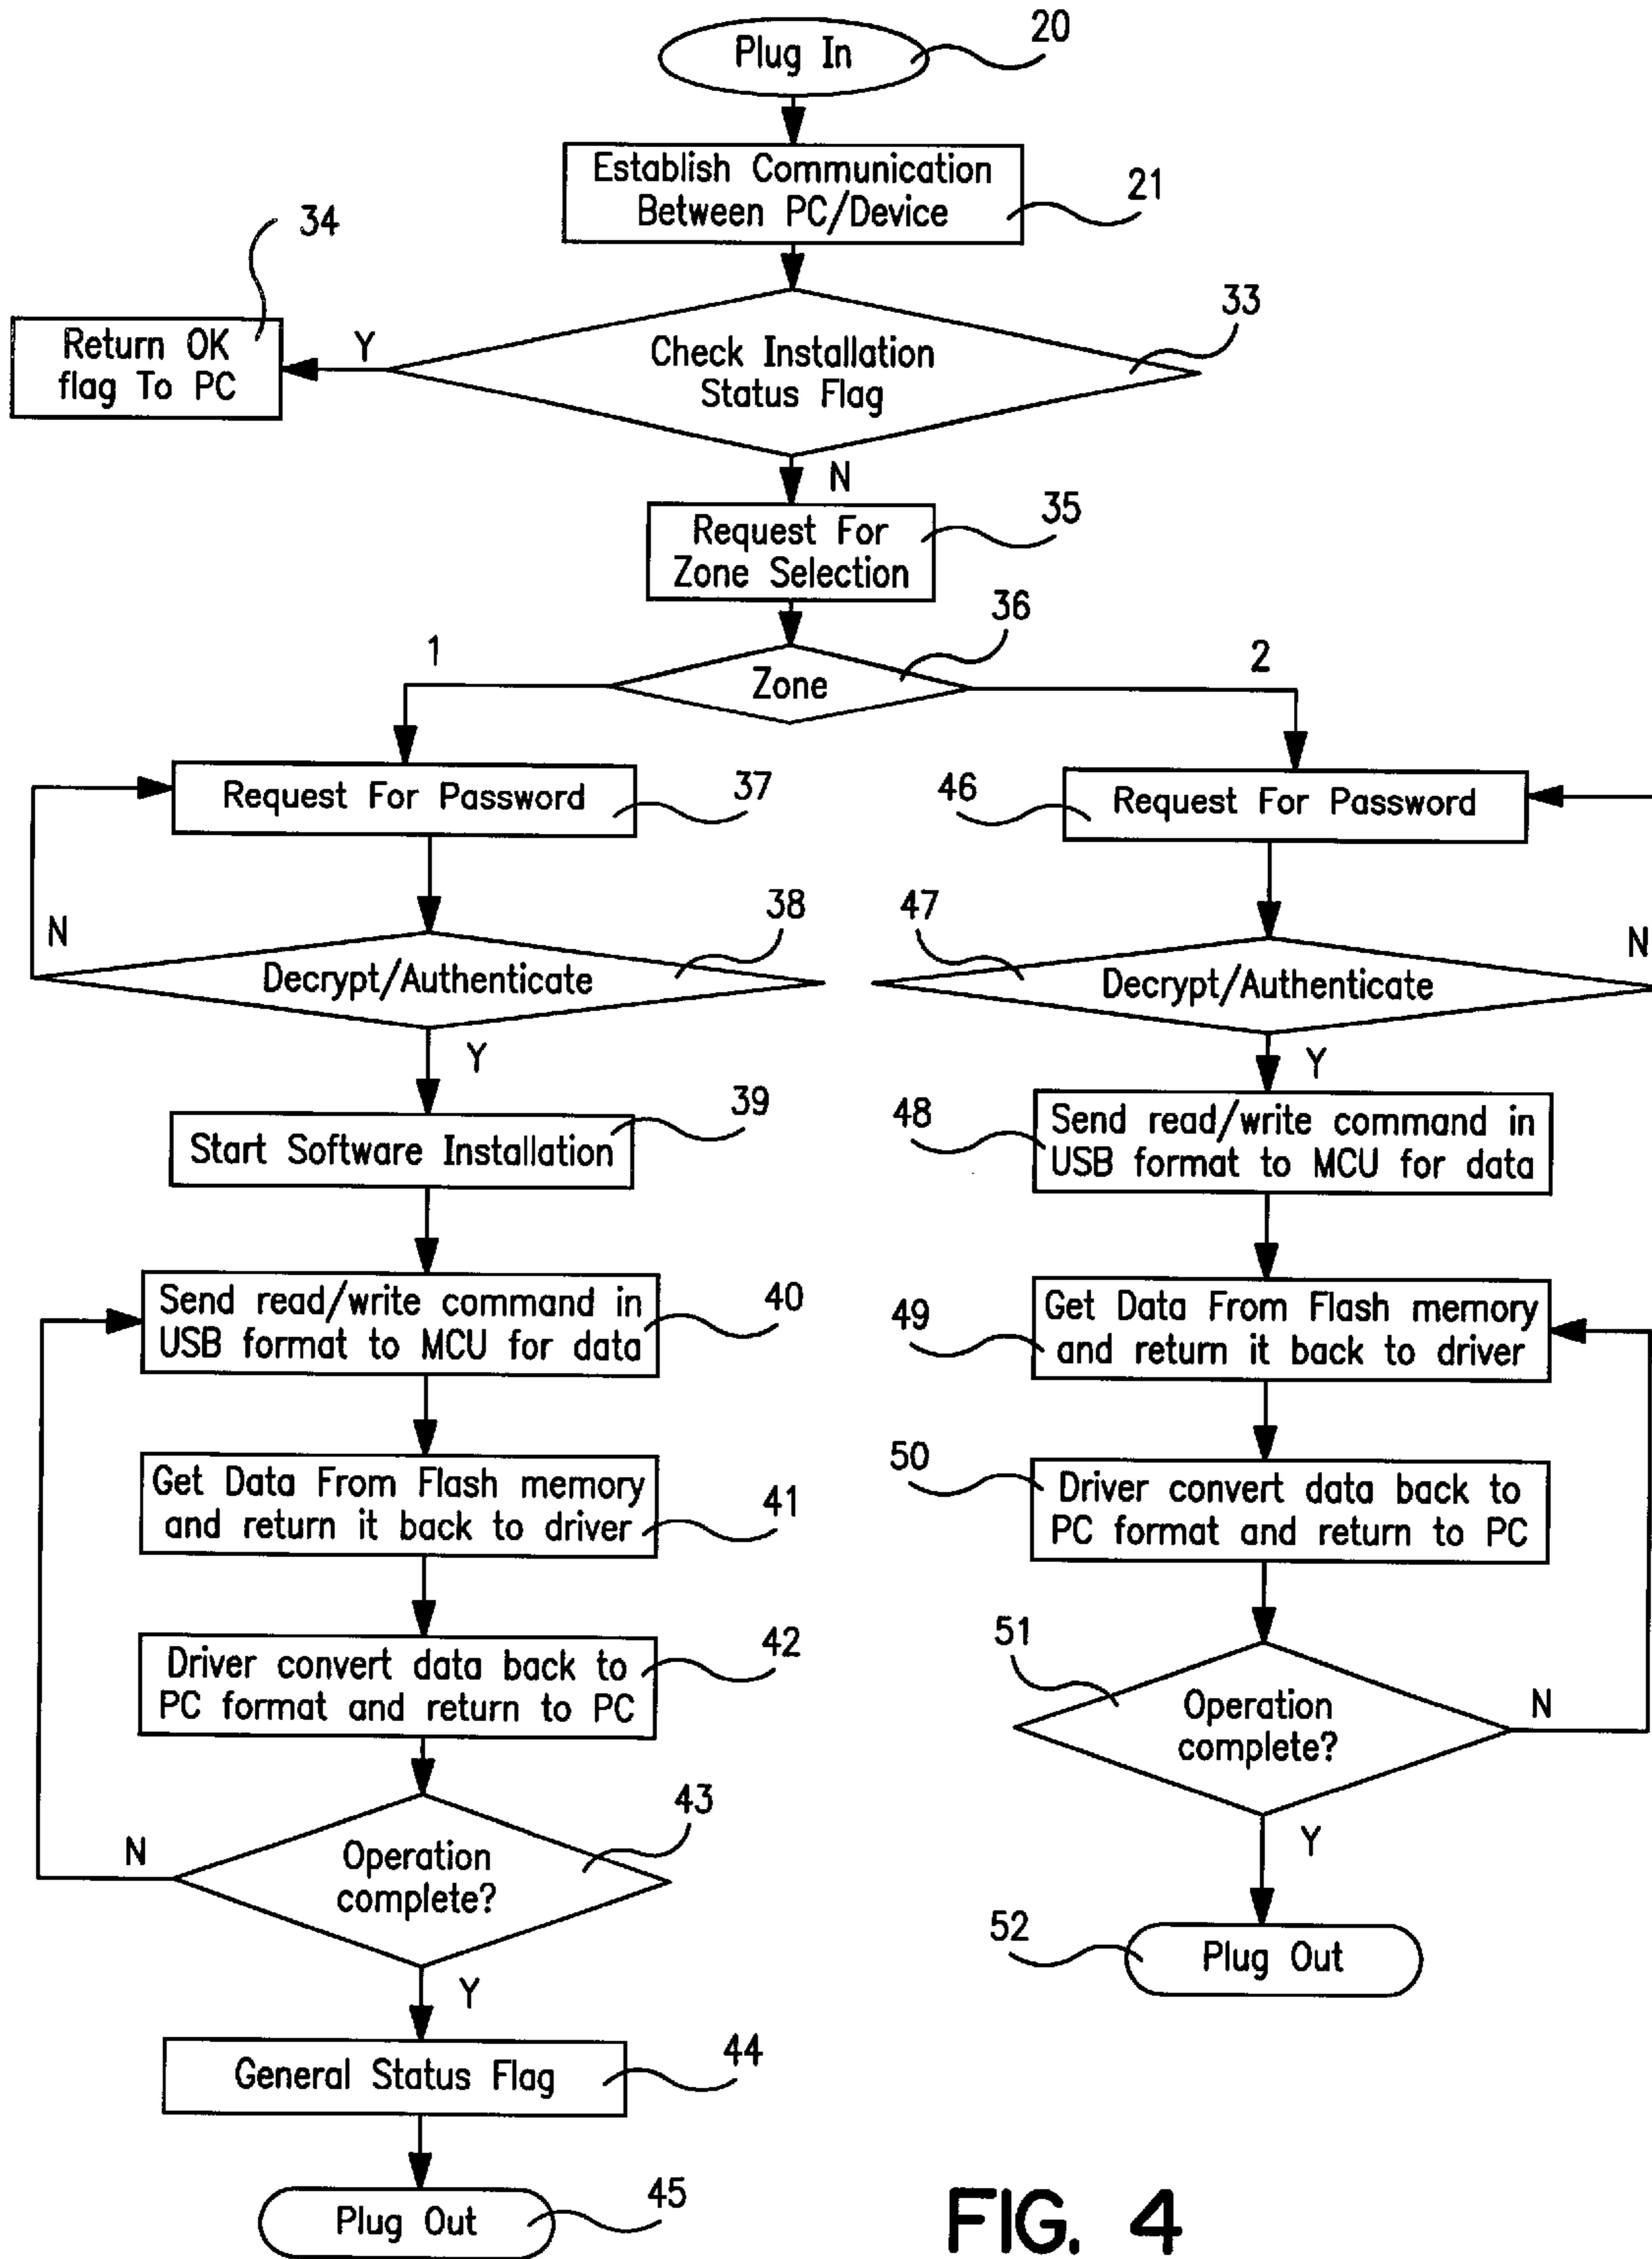 Plug In
20
Establish Communication
Between PC/Device
21
34
Return OK
flag To PC
Y
Check Installation
Status Flag
33
N
Request For
Zone Selection
35
36
1
Zone
2
Request For Password
37
46
Request For Password
N
38
Decrypt/Authenticate
47
Decrypt/Authenticate
N
Y
Y
39
Start Software Installation
48
Send read/write command in
USB format to MCU for data
Send read/write command in
USB format to MCU for data
40
49
Get Data From Flash memory
and return it back to driver
Get Data From Flash memory
and return it back to driver
41
50
Driver convert data back to
PC format and return to PC
Driver convert data back to
PC format and return to PC
42
51
Operation
complete?
N
43
N
Operation
complete?
Y
52
Plug Out
Y
General Status Flag
44
Plug Out
45
FIG. 4